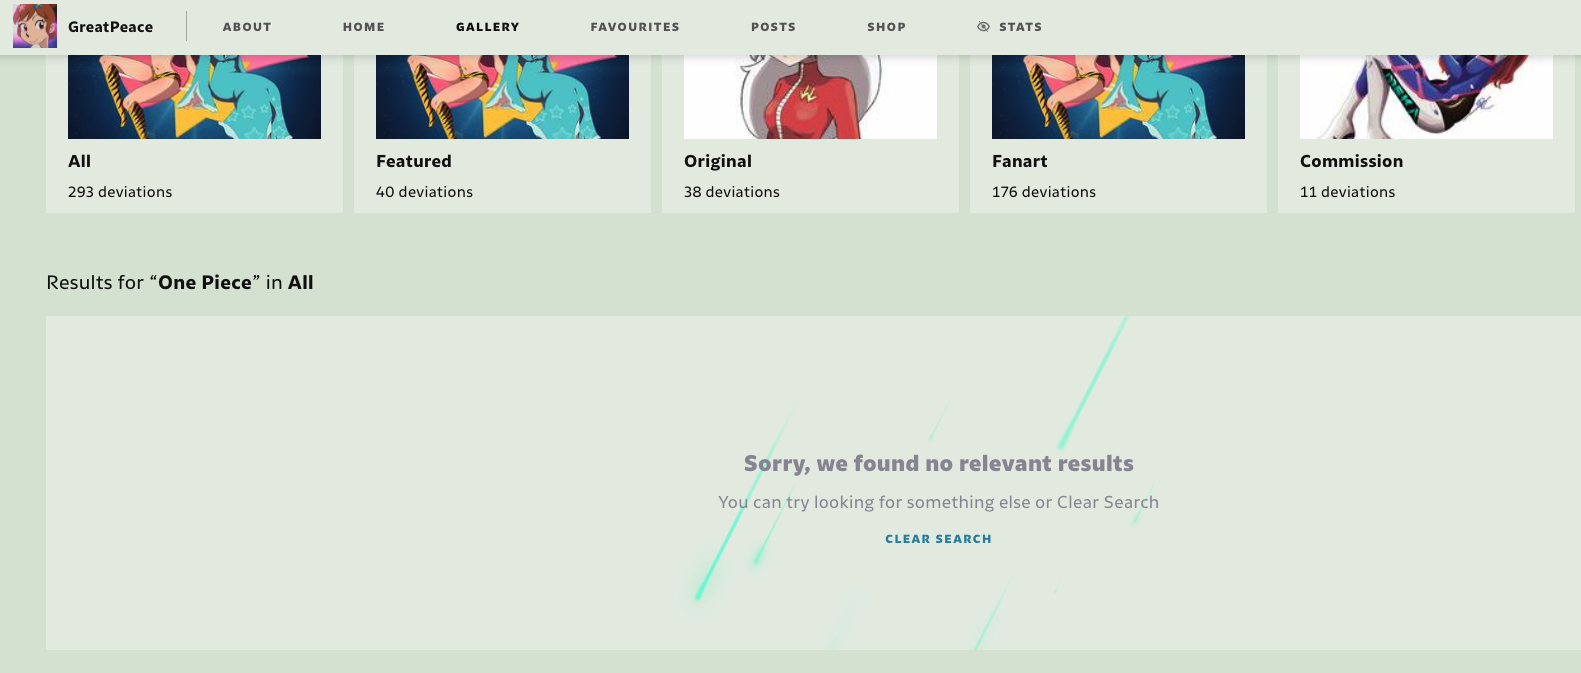 GreatPeace
ABOUT
HOME
GALLERY
FAVOURITES
POSTS
SHOP
STATS
All
293 deviations
Featured
40 deviations
Original
38 deviations
Fanart
176 deviations
Commission
11 deviations
Results for “One Piece” in All
Sorry, we found no relevant results
You can try looking for something else or Clear Search
CLEAR SEARCH